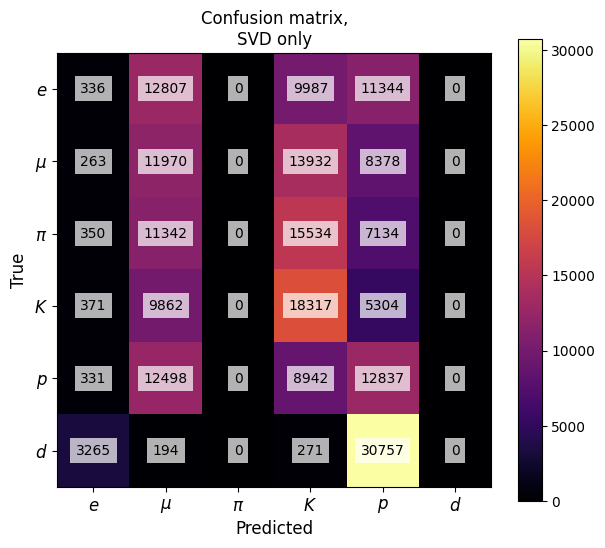 Confusion matrix,
SVD only
True
e 336 12807 0 9987 11344 0
μ 263 11970 0 13932 8378 0
π 350 11342 0 15534 7134 0
K 371 9862 0 18317 5304 0
p 331 12498 0 8942 12837 0
d 3265 194 0 271 30757 0
e μ π K p d
Predicted
30000
25000
20000
15000
10000
5000
0